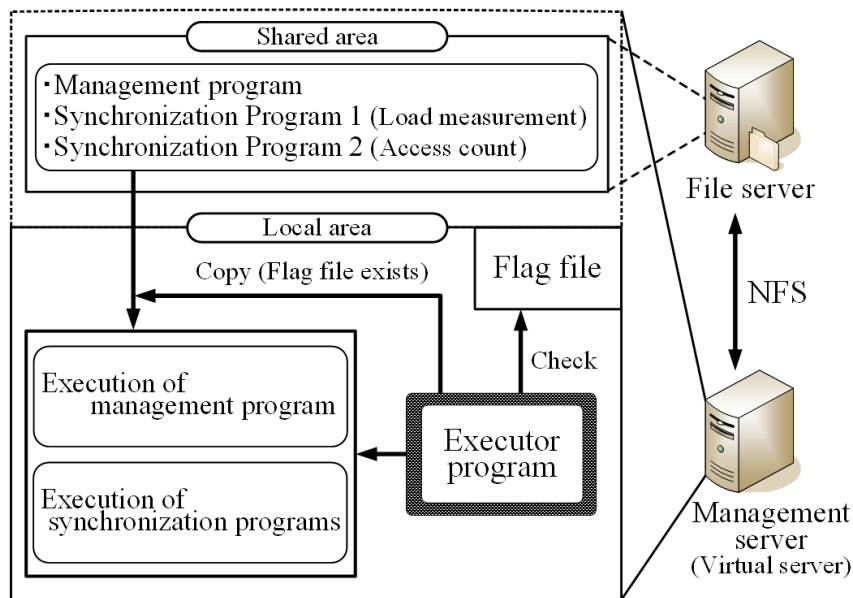 Shared area
・Management program
・Synchronization Program 1 (Load measurement)
・Synchronization Program 2 (Access count)
File server
Local area
Copy (Flag file exists)
Flag file
NFS
Check
Execution of
management program
Executor
program
Execution of
synchronization programs
Management
server
(Virtual server)